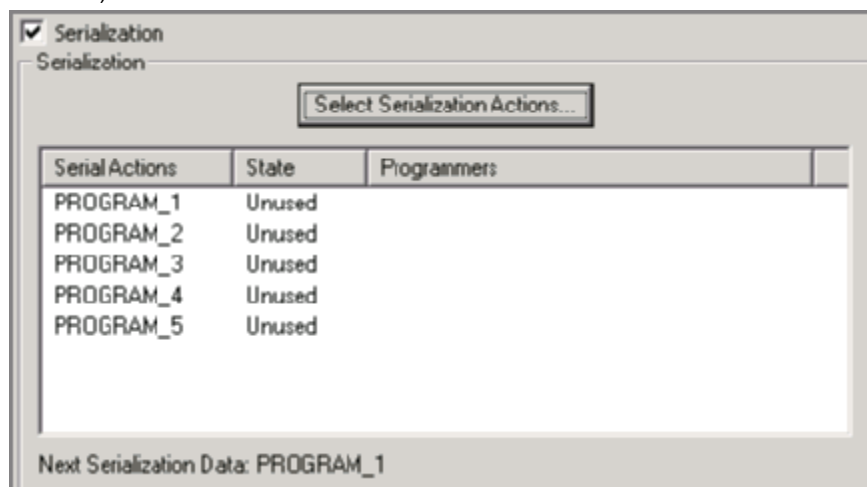 Serialization
Serialization
Select Serialization Actions...
Serial Actions State Programmers
PROGRAM_1 Unused
PROGRAM_2 Unused
PROGRAM_3 Unused
PROGRAM_4 Unused
PROGRAM_5 Unused
Next Serialization Data: PROGRAM_1